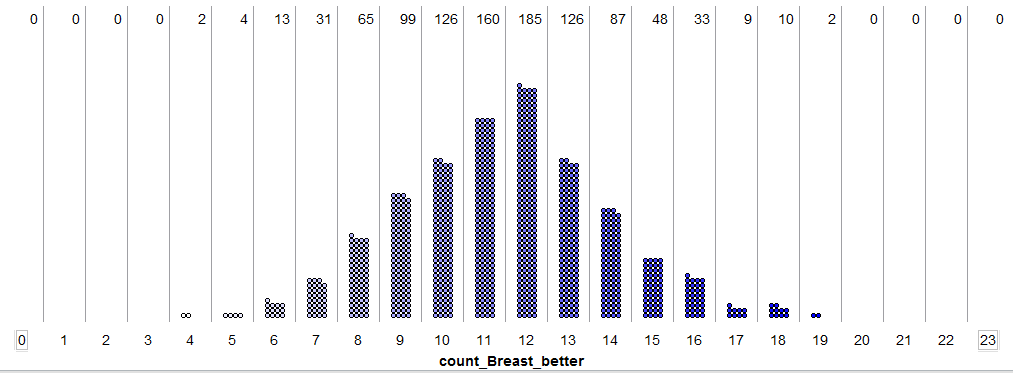 0 0 0 0 2 4 13 31 65 99 126 160 185 126 87 48 33 9 10 2 0 0 0 0
0 1 2 3 4 5 6 7 8 9 10 11 12 13 14 15 16 17 18 19 20 21 22 23
count_Breast_better